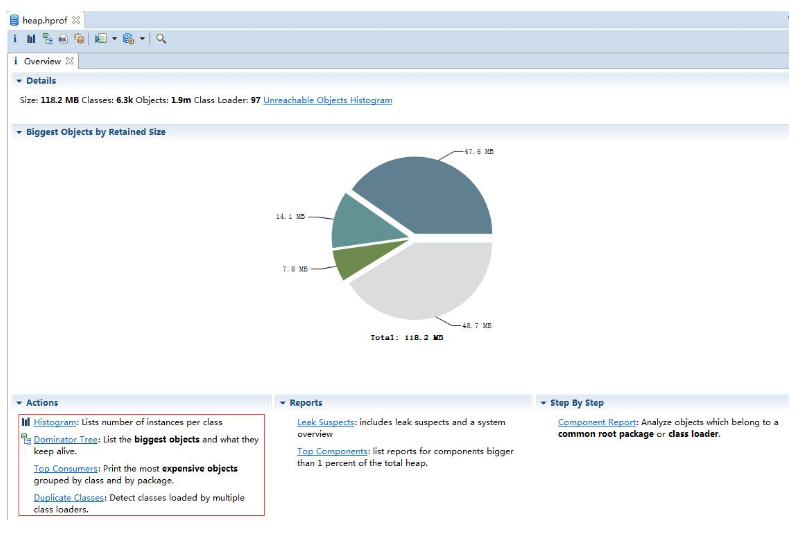 heap.hprof
i Overview
Details
Size: 118.2 MB Classes: 6.3k Objects: 1.9m Class Loader: 97 Unreachable Objects Histogram
Biggest Objects by Retained Size
47.6 MB
14.1 MB
7.8 MB
48.7 MB
Total: 118.2 MB
Actions
Histogram: Lists number of instances per class
Dominator Tree: List the biggest objects and what they
keep alive.
Top Consumers: Print the most expensive objects
grouped by class and by package.
Duplicate Classes: Detect classes loaded by multiple
class loaders.
Reports
Leak Suspects: includes leak suspects and a system
overview
Top Components: list reports for components bigger
than 1 percent of the total heap.
Step By Step
Component Report: Analyze objects which belong to a
common root package or class loader.